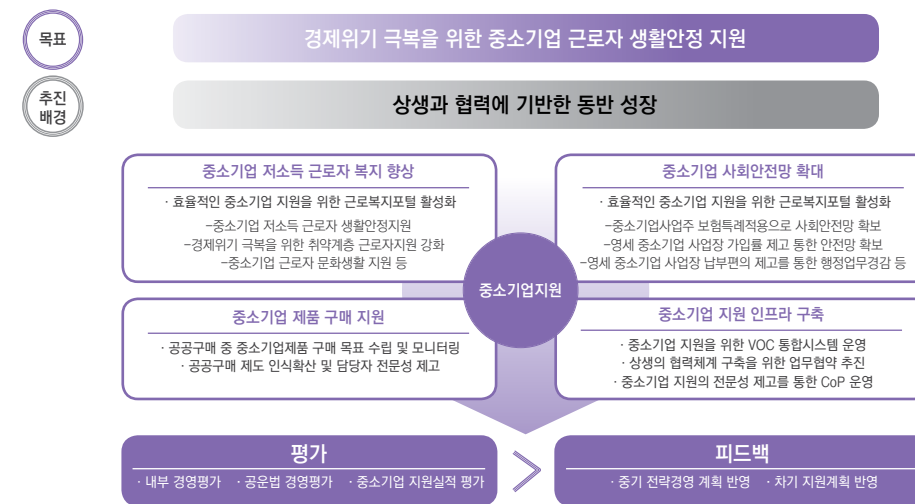 목표
경제위기 극복을 위한 중소기업 근로자 생활안정 지원
추진
배경
상생과 협력에 기반한 동반 성장
중소기업 저소득 근로자 복지 향상
· 효율적인 중소기업 지원을 위한 근로복지포털 활성화
-중소기업 저소득 근로자 생활안정지원
-경제위기 극복을 위한 취약계층 근로자지원 강화
-중소기업 근로자 문화생활 지원 등
중소기업 사회안전망 확대
· 효율적인 중소기업 지원을 위한 근로복지포털 활성화
-중소기업사업주 보험특례적용으로 사회안전망 확보
-영세 중소기업 사업장 가입률 제고 통한 안전망 확보
-영세 중소기업 사업장 납부편의 제고를 통한 행정업무경감 등
중소기업지원
중소기업 제품 구매 지원
· 공공구매 중 중소기업제품 구매 목표 수립 및 모니터링
· 공공구매 제도 인식확산 및 담당자 전문성 제고
중소기업 지원 인프라 구축
· 중소기업 지원을 위한 VOC 통합시스템 운영
· 상생의 협력체계 구축을 위한 업무협약 추진
· 중소기업 지원의 전문성 제고를 통한 CoP 운영
평가
· 내부 경영평가 · 공운법 경영평가 · 중소기업 지원실적 평가
피드백
· 중기 전략경영 계획 반영 · 차기 지원계획 반영